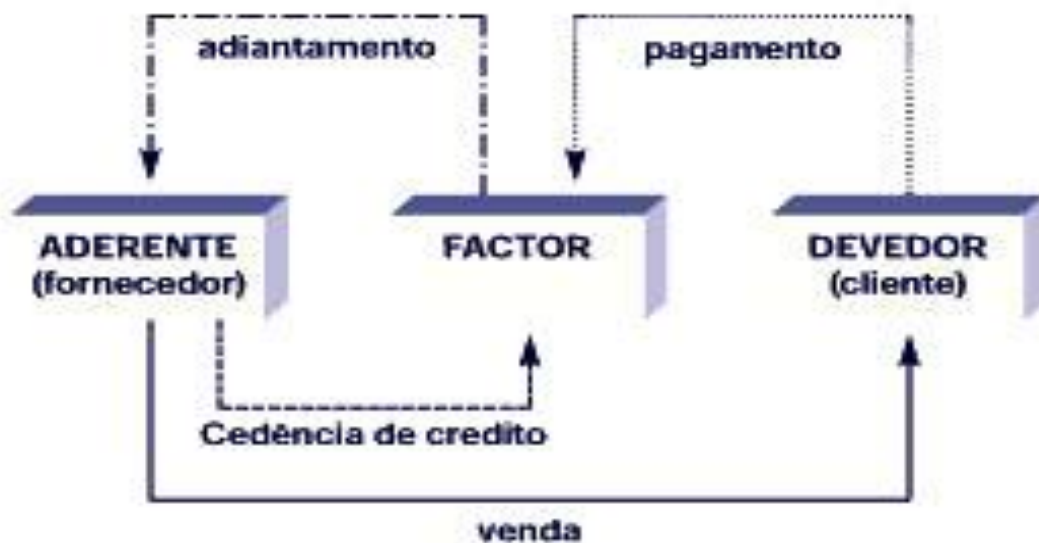 adiantamento
pagamento
ADERENTE
(fornecedor)
FACTOR
DEVEDOR
(cliente)
Cedência de credito
venda